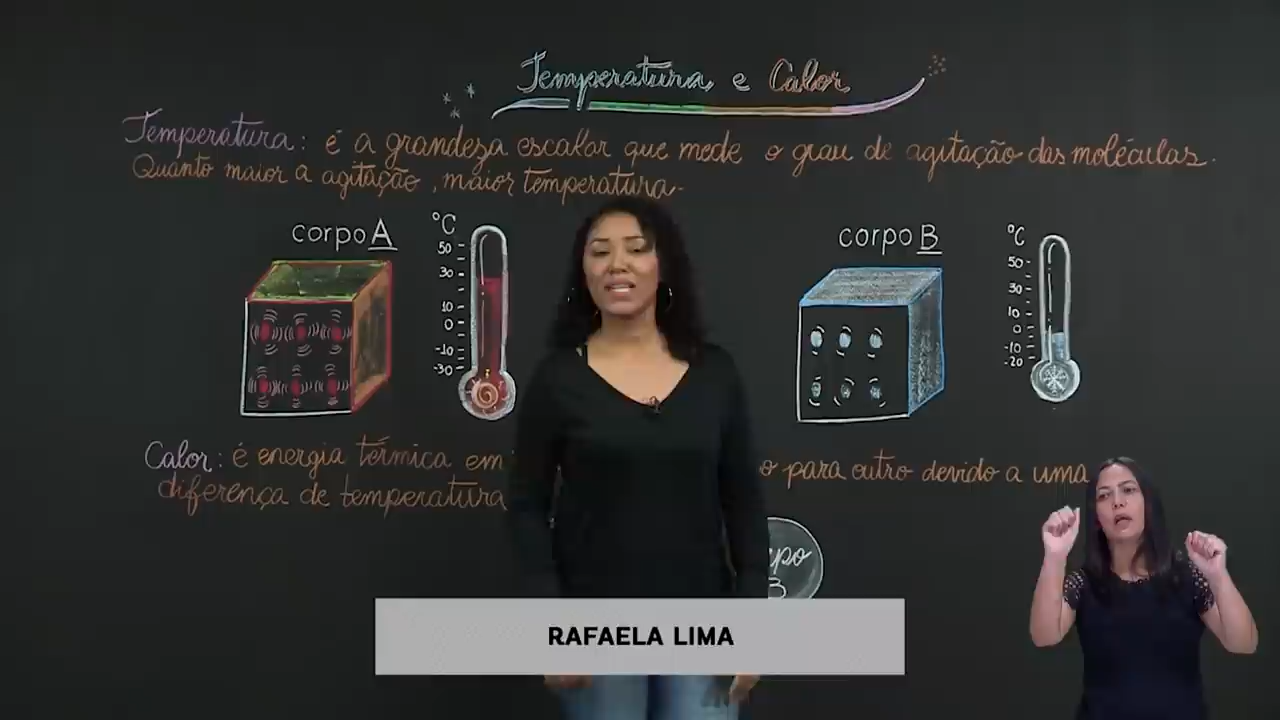 Temperatura e Calor
Temperatura: é a grandeza escalar que mede o grau de agitação das moléculas.
Quanto maior a agitação, maior temperatura.
corpo A
°C
50
30
10
0
-10
-30
corpo B
°C
50
30
10
0
-10
-20
Calor: é energia térmica em o para outro devido a uma
diferença de temperatura
RAFAELA LIMA